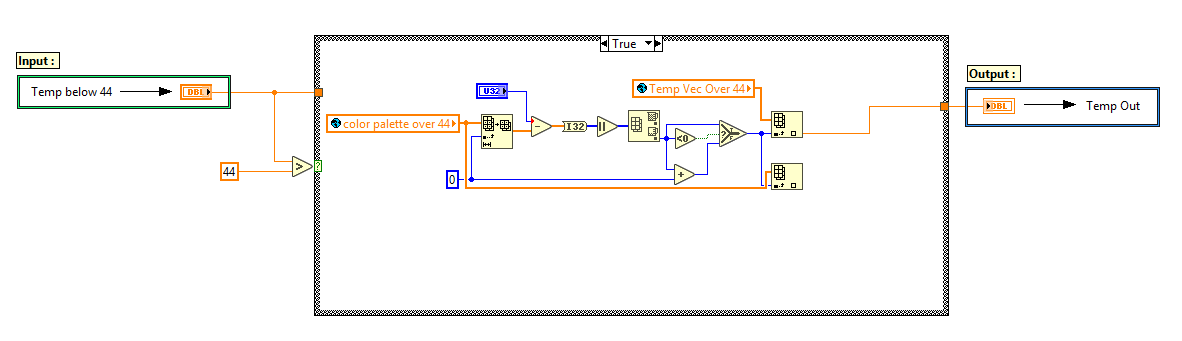 True
Input :
Temp below 44
DBL
44
>
?
color palette over 44
U32
-
I32
0
<0
+
?
T
F
Temp Vec Over 44
Output :
DBL
Temp Out